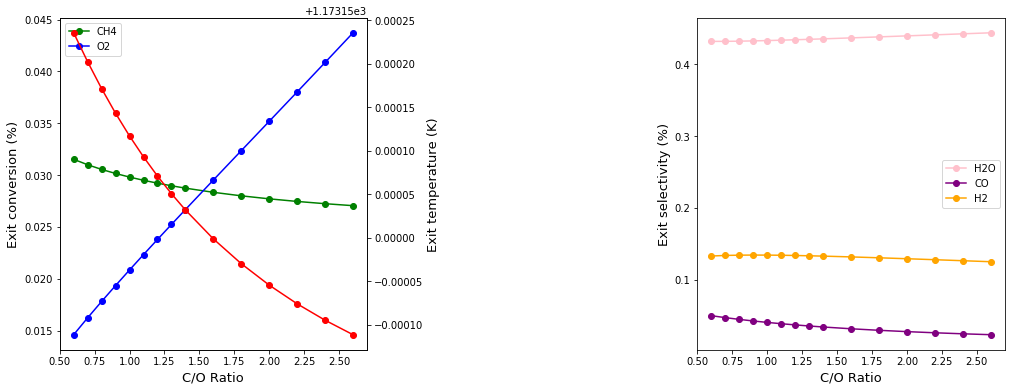 +1.17315e3
CH4
O2
0.045
0.040
0.035
0.030
0.025
0.020
0.015
Exit conversion (%)
0.50 0.75 1.00 1.25 1.50 1.75 2.00 2.25 2.50
C/O Ratio
0.00025
0.00020
0.00015
0.00010
0.00005
0.00000
−0.00005
−0.00010
Exit temperature (K)
0.4
0.3
0.2
0.1
Exit selectivity (%)
H2O
CO
H2
0.50 0.75 1.00 1.25 1.50 1.75 2.00 2.25 2.50
C/O Ratio